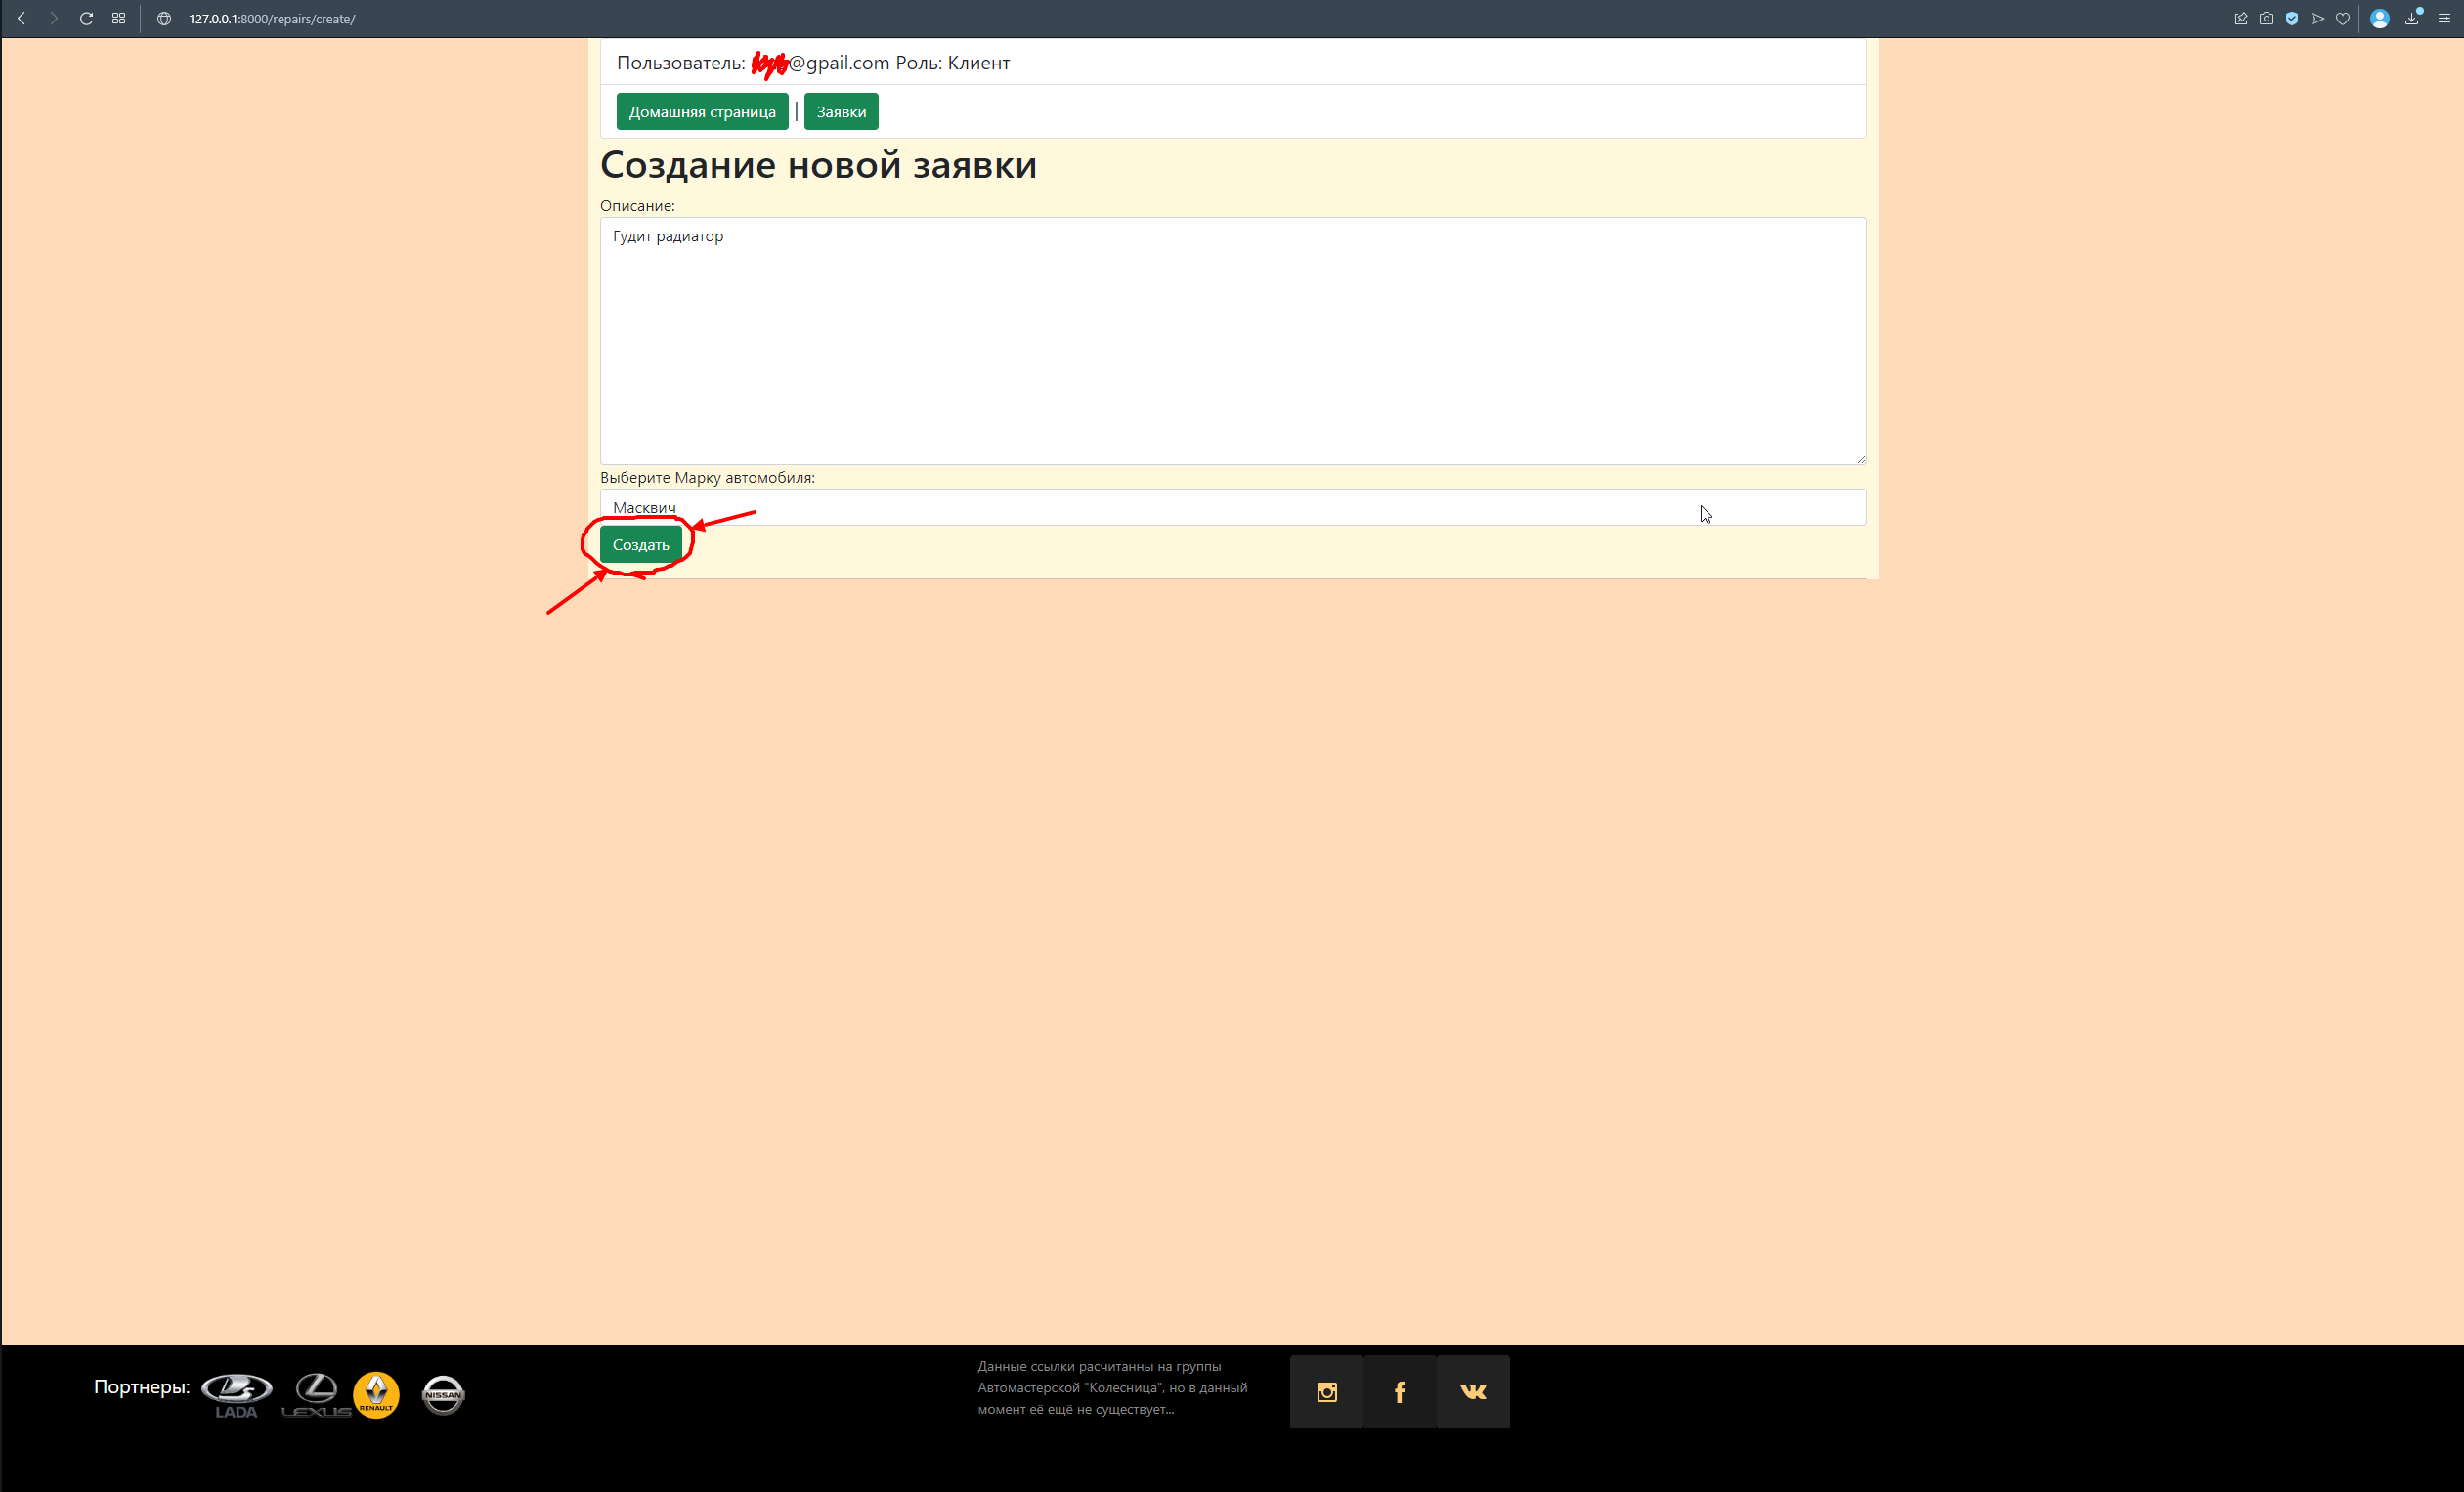 127.0.0.1:8000/repairs/create/
Пользователь: @gpail.com Роль: Клиент
Домашняя страница | Заявки
Создание новой заявки
Описание:
Гудит радиатор
Выберите Марку автомобиля:
Масквич
Создать
Партнеры:
LADA
LEXUS
RENAULT
NISSAN
Данные ссылки расчитанны на группы
Автомастерской "Колесница", но в данный
момент её ещё не существует...